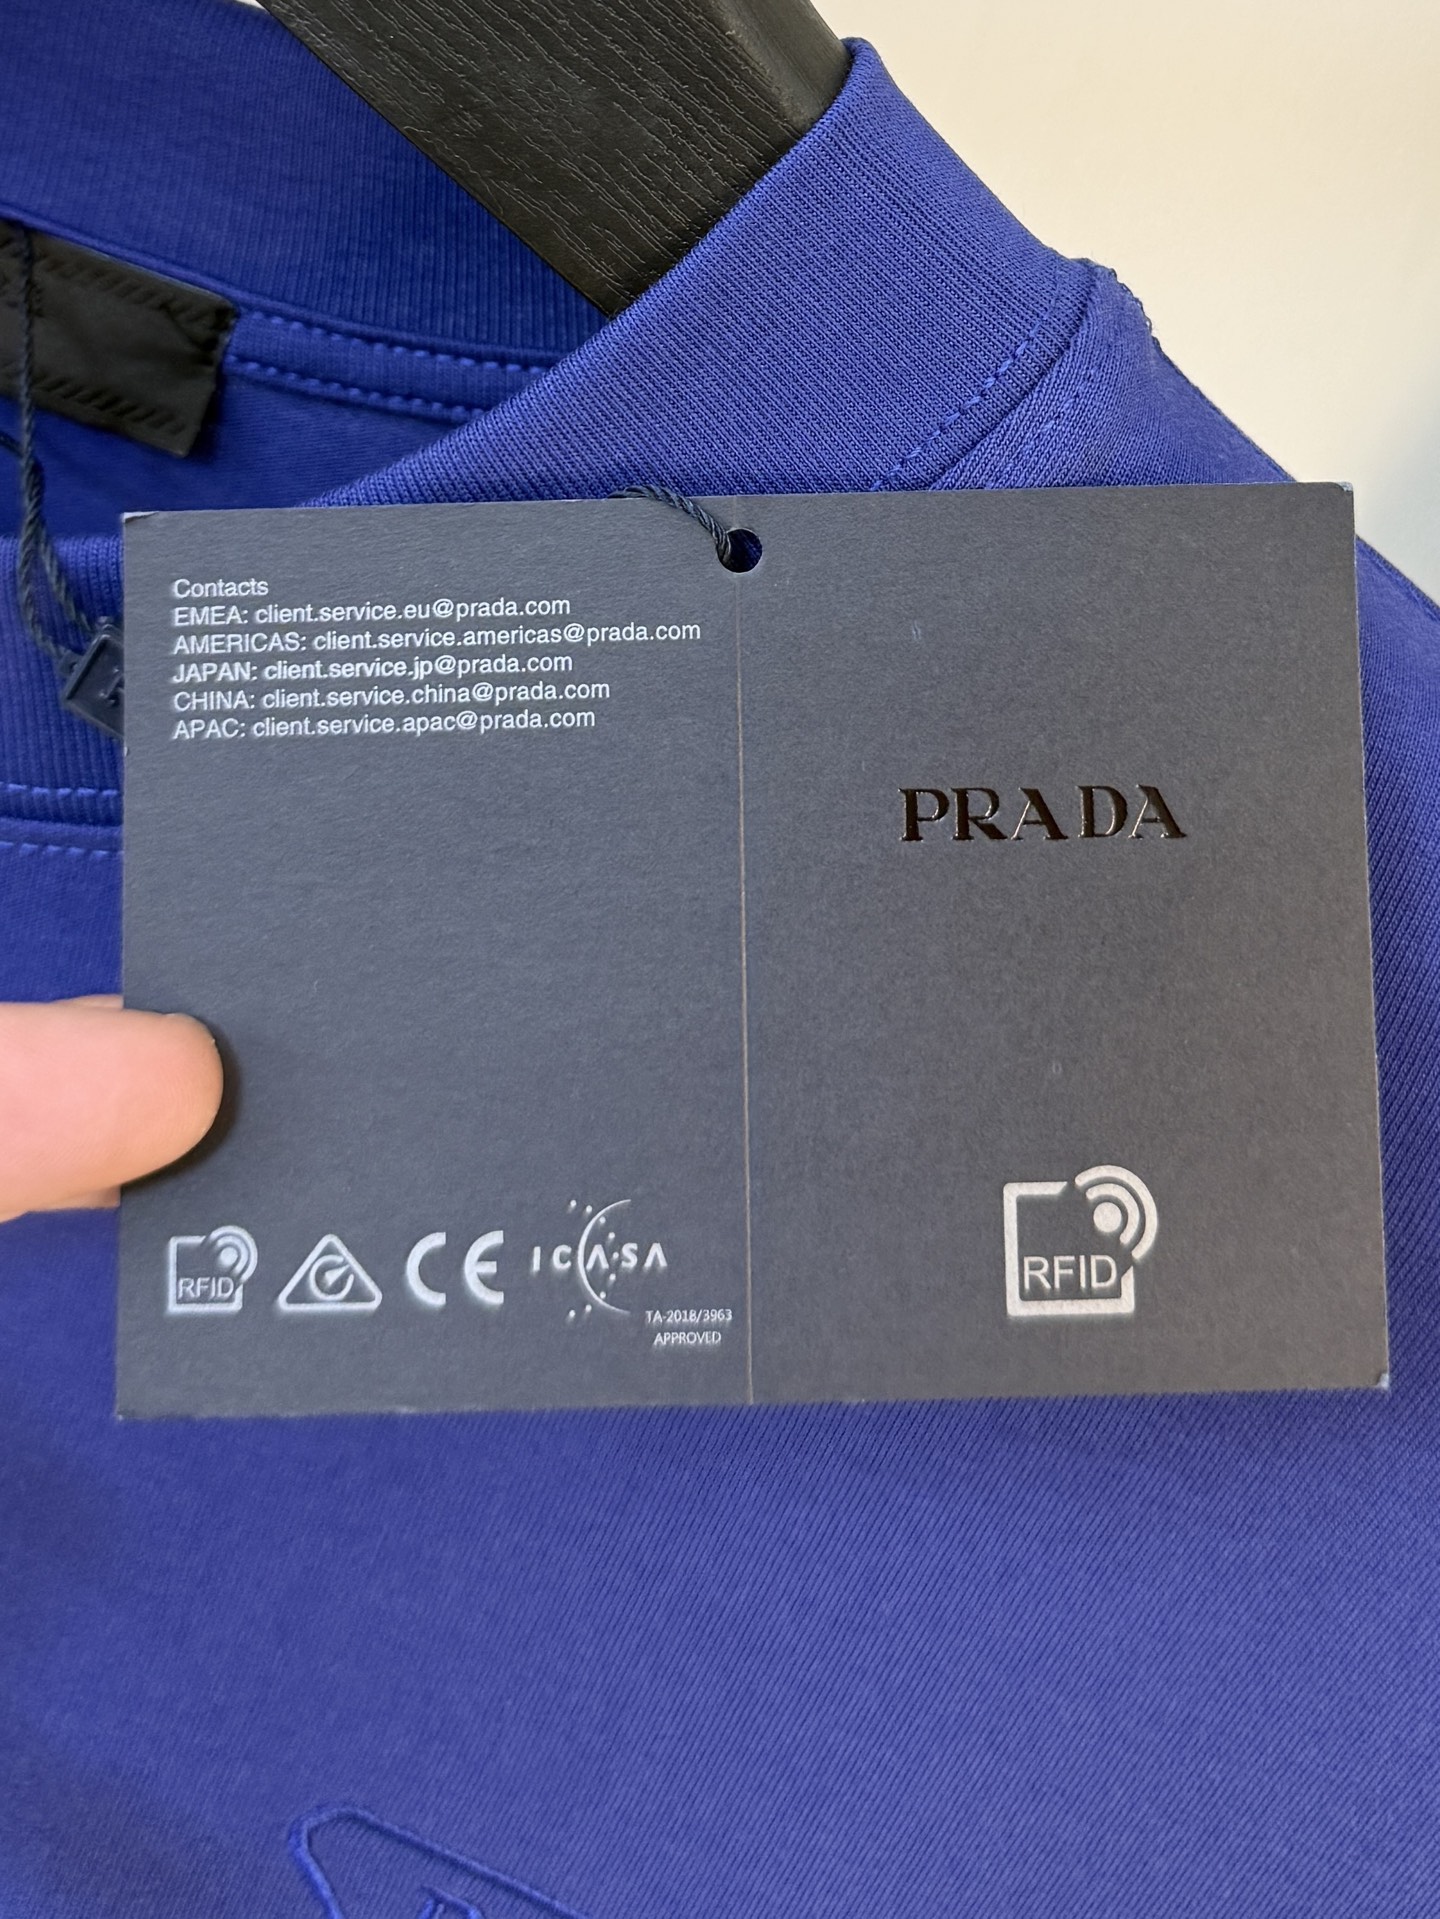 Contacts
EMEA: client.service.eu@prada.com
AMERICAS: client.service.americas@prada.com
JAPAN: client.service.jp@prada.com
CHINA: client.service.china@prada.com
APAC: client.service.apac@prada.com
PRADA
RFID
CE
ICASA
TA-2018/3963
APPROVED
RFID